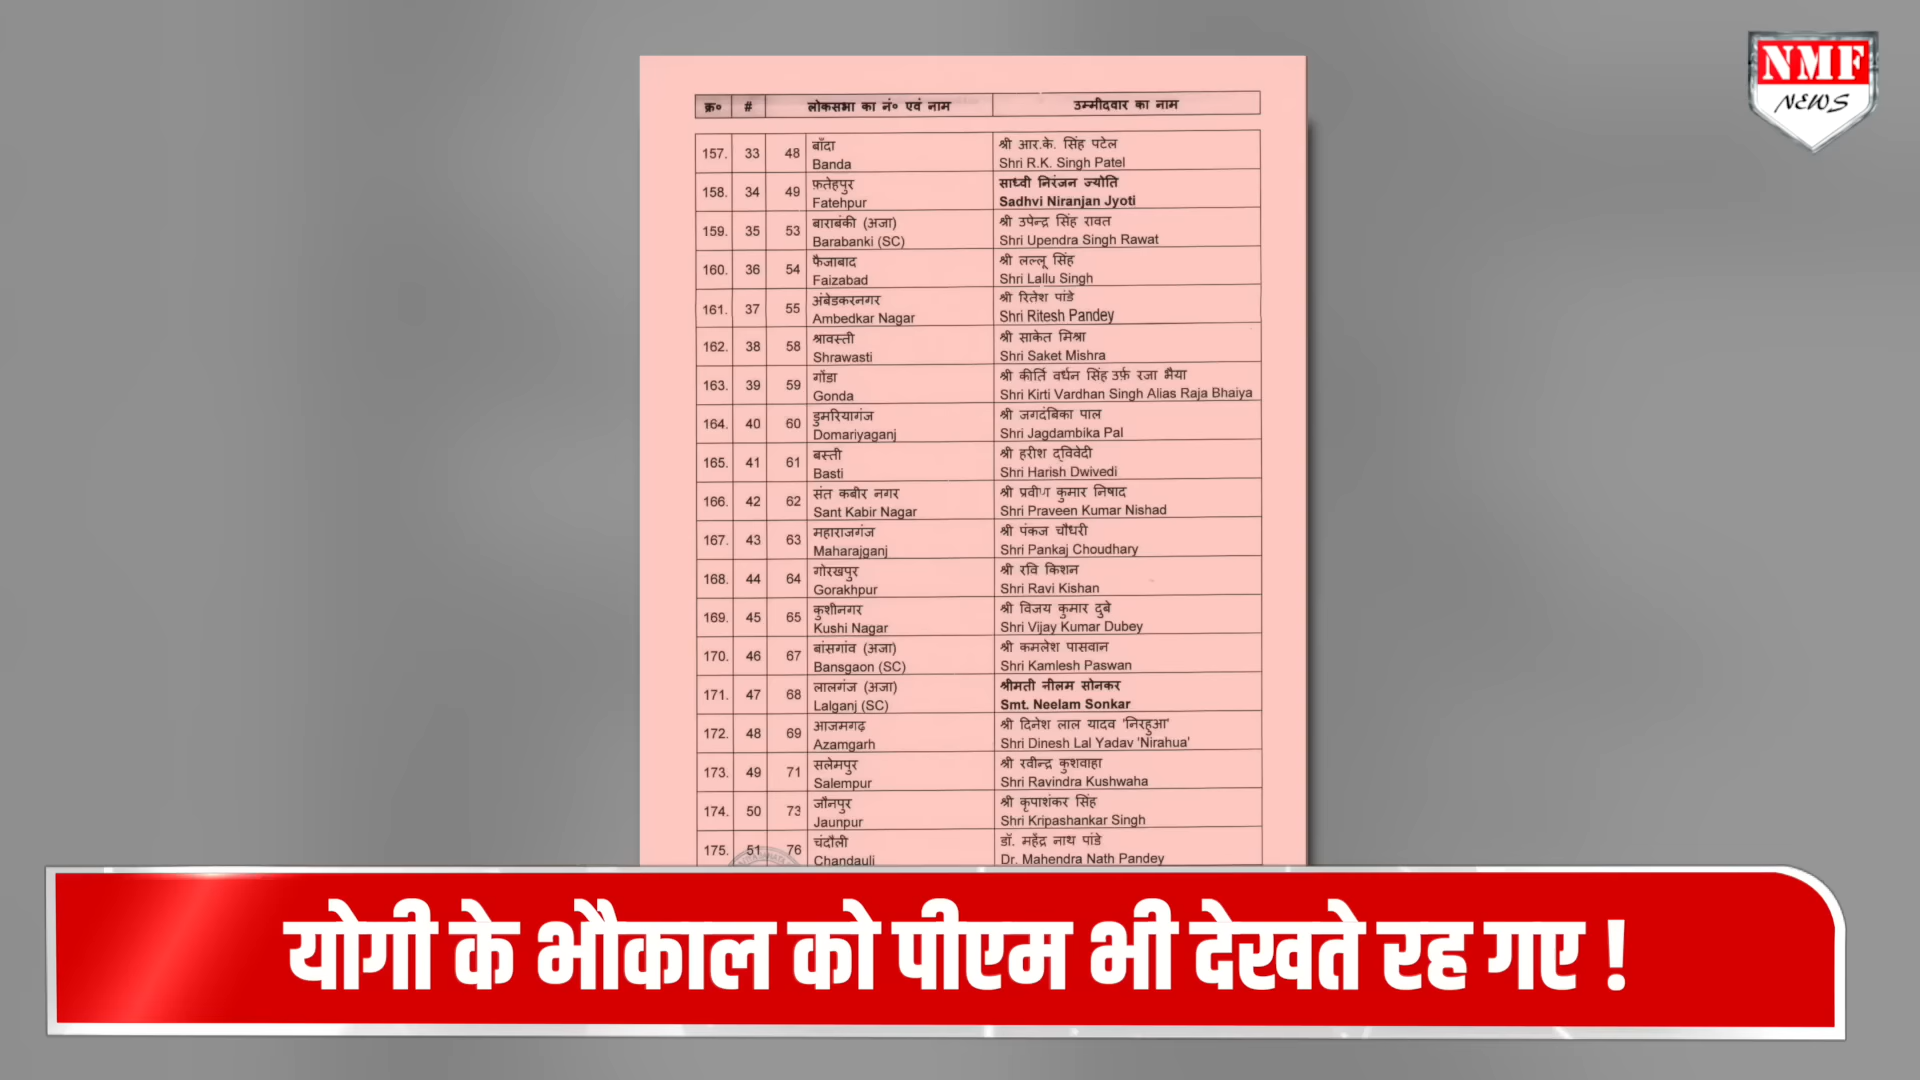 NMF
NEWS
क्र० # लोकसभा का नं० एवं नाम उम्मीदवार का नाम
157. 33 48 बाँदा श्री आर.के. सिंह पटेल
Banda Shri R.K. Singh Patel
158. 34 49 फ़तेहपुर साध्वी निरंजन ज्योति
Fatehpur Sadhvi Niranjan Jyoti
159. 35 53 बाराबंकी (अजा) श्री उपेन्द्र सिंह रावत
Barabanki (SC) Shri Upendra Singh Rawat
160. 36 54 फैजाबाद श्री लल्लू सिंह
Faizabad Shri Lallu Singh
161. 37 55 अंबेडकरनगर श्री रितेश पांडे
Ambedkar Nagar Shri Ritesh Pandey
162. 38 58 श्रावस्ती श्री साकेत मिश्रा
Shrawasti Shri Saket Mishra
163. 39 59 गोंडा श्री कीर्ति वर्धन सिंह उर्फ़ रजा भैया
Gonda Shri Kirti Vardhan Singh Alias Raja Bhaiya
164. 40 60 डुमरियागंज श्री जगदंबिका पाल
Domariyaganj Shri Jagdambika Pal
165. 41 61 बस्ती श्री हरीश द्विवेदी
Basti Shri Harish Dwivedi
166. 42 62 संत कबीर नगर श्री प्रवीण कुमार निषाद
Sant Kabir Nagar Shri Praveen Kumar Nishad
167. 43 63 महाराजगंज श्री पंकज चौधरी
Maharajganj Shri Pankaj Choudhary
168. 44 64 गोरखपुर श्री रवि किशन
Gorakhpur Shri Ravi Kishan
169. 45 65 कुशीनगर श्री विजय कुमार दुबे
Kushi Nagar Shri Vijay Kumar Dubey
170. 46 67 बांसगांव (अजा) श्री कमलेश पासवान
Bansgaon (SC) Shri Kamlesh Paswan
171. 47 68 लालगंज (अजा) श्रीमती नीलम सोनकर
Lalganj (SC) Smt. Neelam Sonkar
172. 48 69 आजमगढ़ श्री दिनेश लाल यादव 'निरहुआ'
Azamgarh Shri Dinesh Lal Yadav 'Nirahua'
173. 49 71 सलेमपुर श्री रवीन्द्र कुशवाहा
Salempur Shri Ravindra Kushwaha
174. 50 73 जौनपुर श्री कृपाशंकर सिंह
Jaunpur Shri Kripashankar Singh
175. 51 76 चंदौली डॉ. महेंद्र नाथ पांडे
Chandauli Dr. Mahendra Nath Pandey
योगी के भौकाल को पीएम भी देखते रह गए !